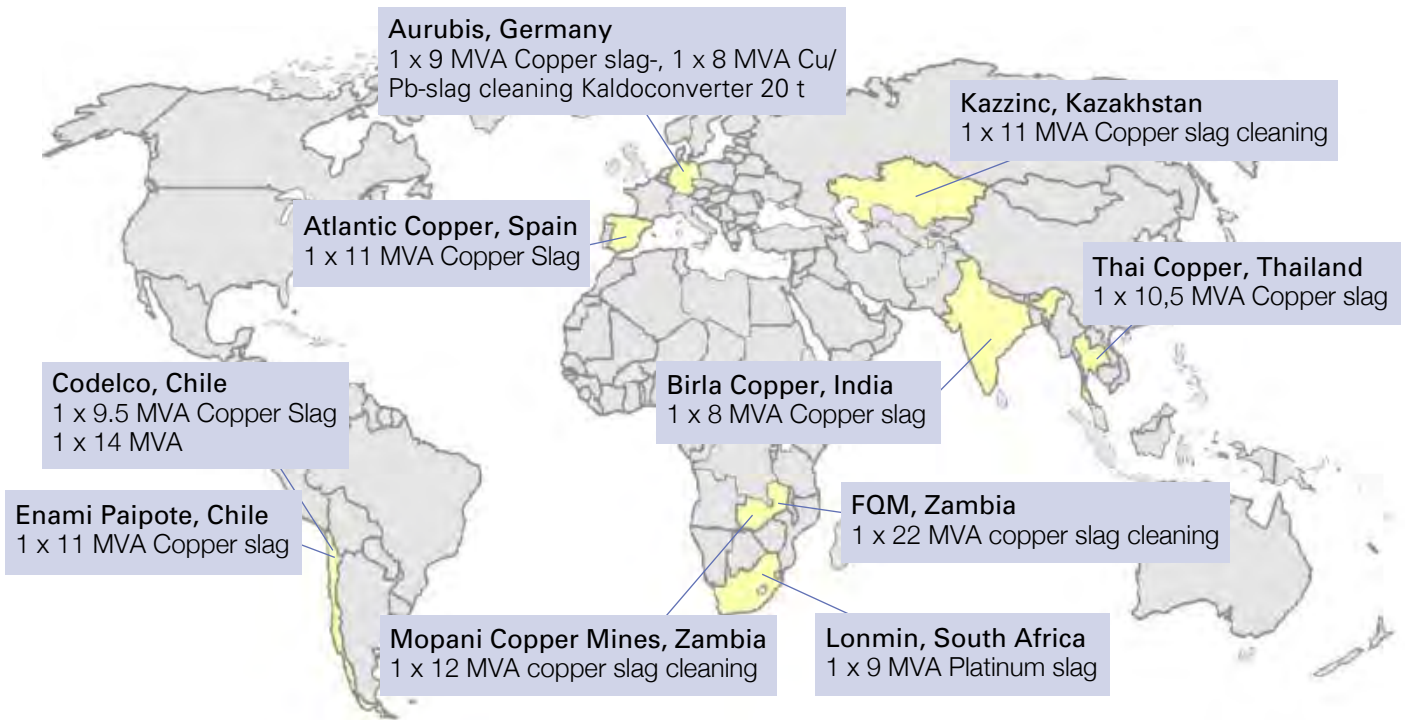 Aurubis, Germany
1 x 9 MVA Copper slag-, 1 x 8 MVA Cu/
Pb-slag cleaning Kaldoconverter 20 t
Kazzinc, Kazakhstan
1 x 11 MVA Copper slag cleaning
Atlantic Copper, Spain
1 x 11 MVA Copper Slag
Thai Copper, Thailand
1 x 10,5 MVA Copper slag
Codelco, Chile
1 x 9.5 MVA Copper Slag
1 x 14 MVA
Birla Copper, India
1 x 8 MVA Copper slag
Enami Paipote, Chile
1 x 11 MVA Copper slag
FQM, Zambia
1 x 22 MVA copper slag cleaning
Mopani Copper Mines, Zambia
1 x 12 MVA copper slag cleaning
Lonmin, South Africa
1 x 9 MVA Platinum slag